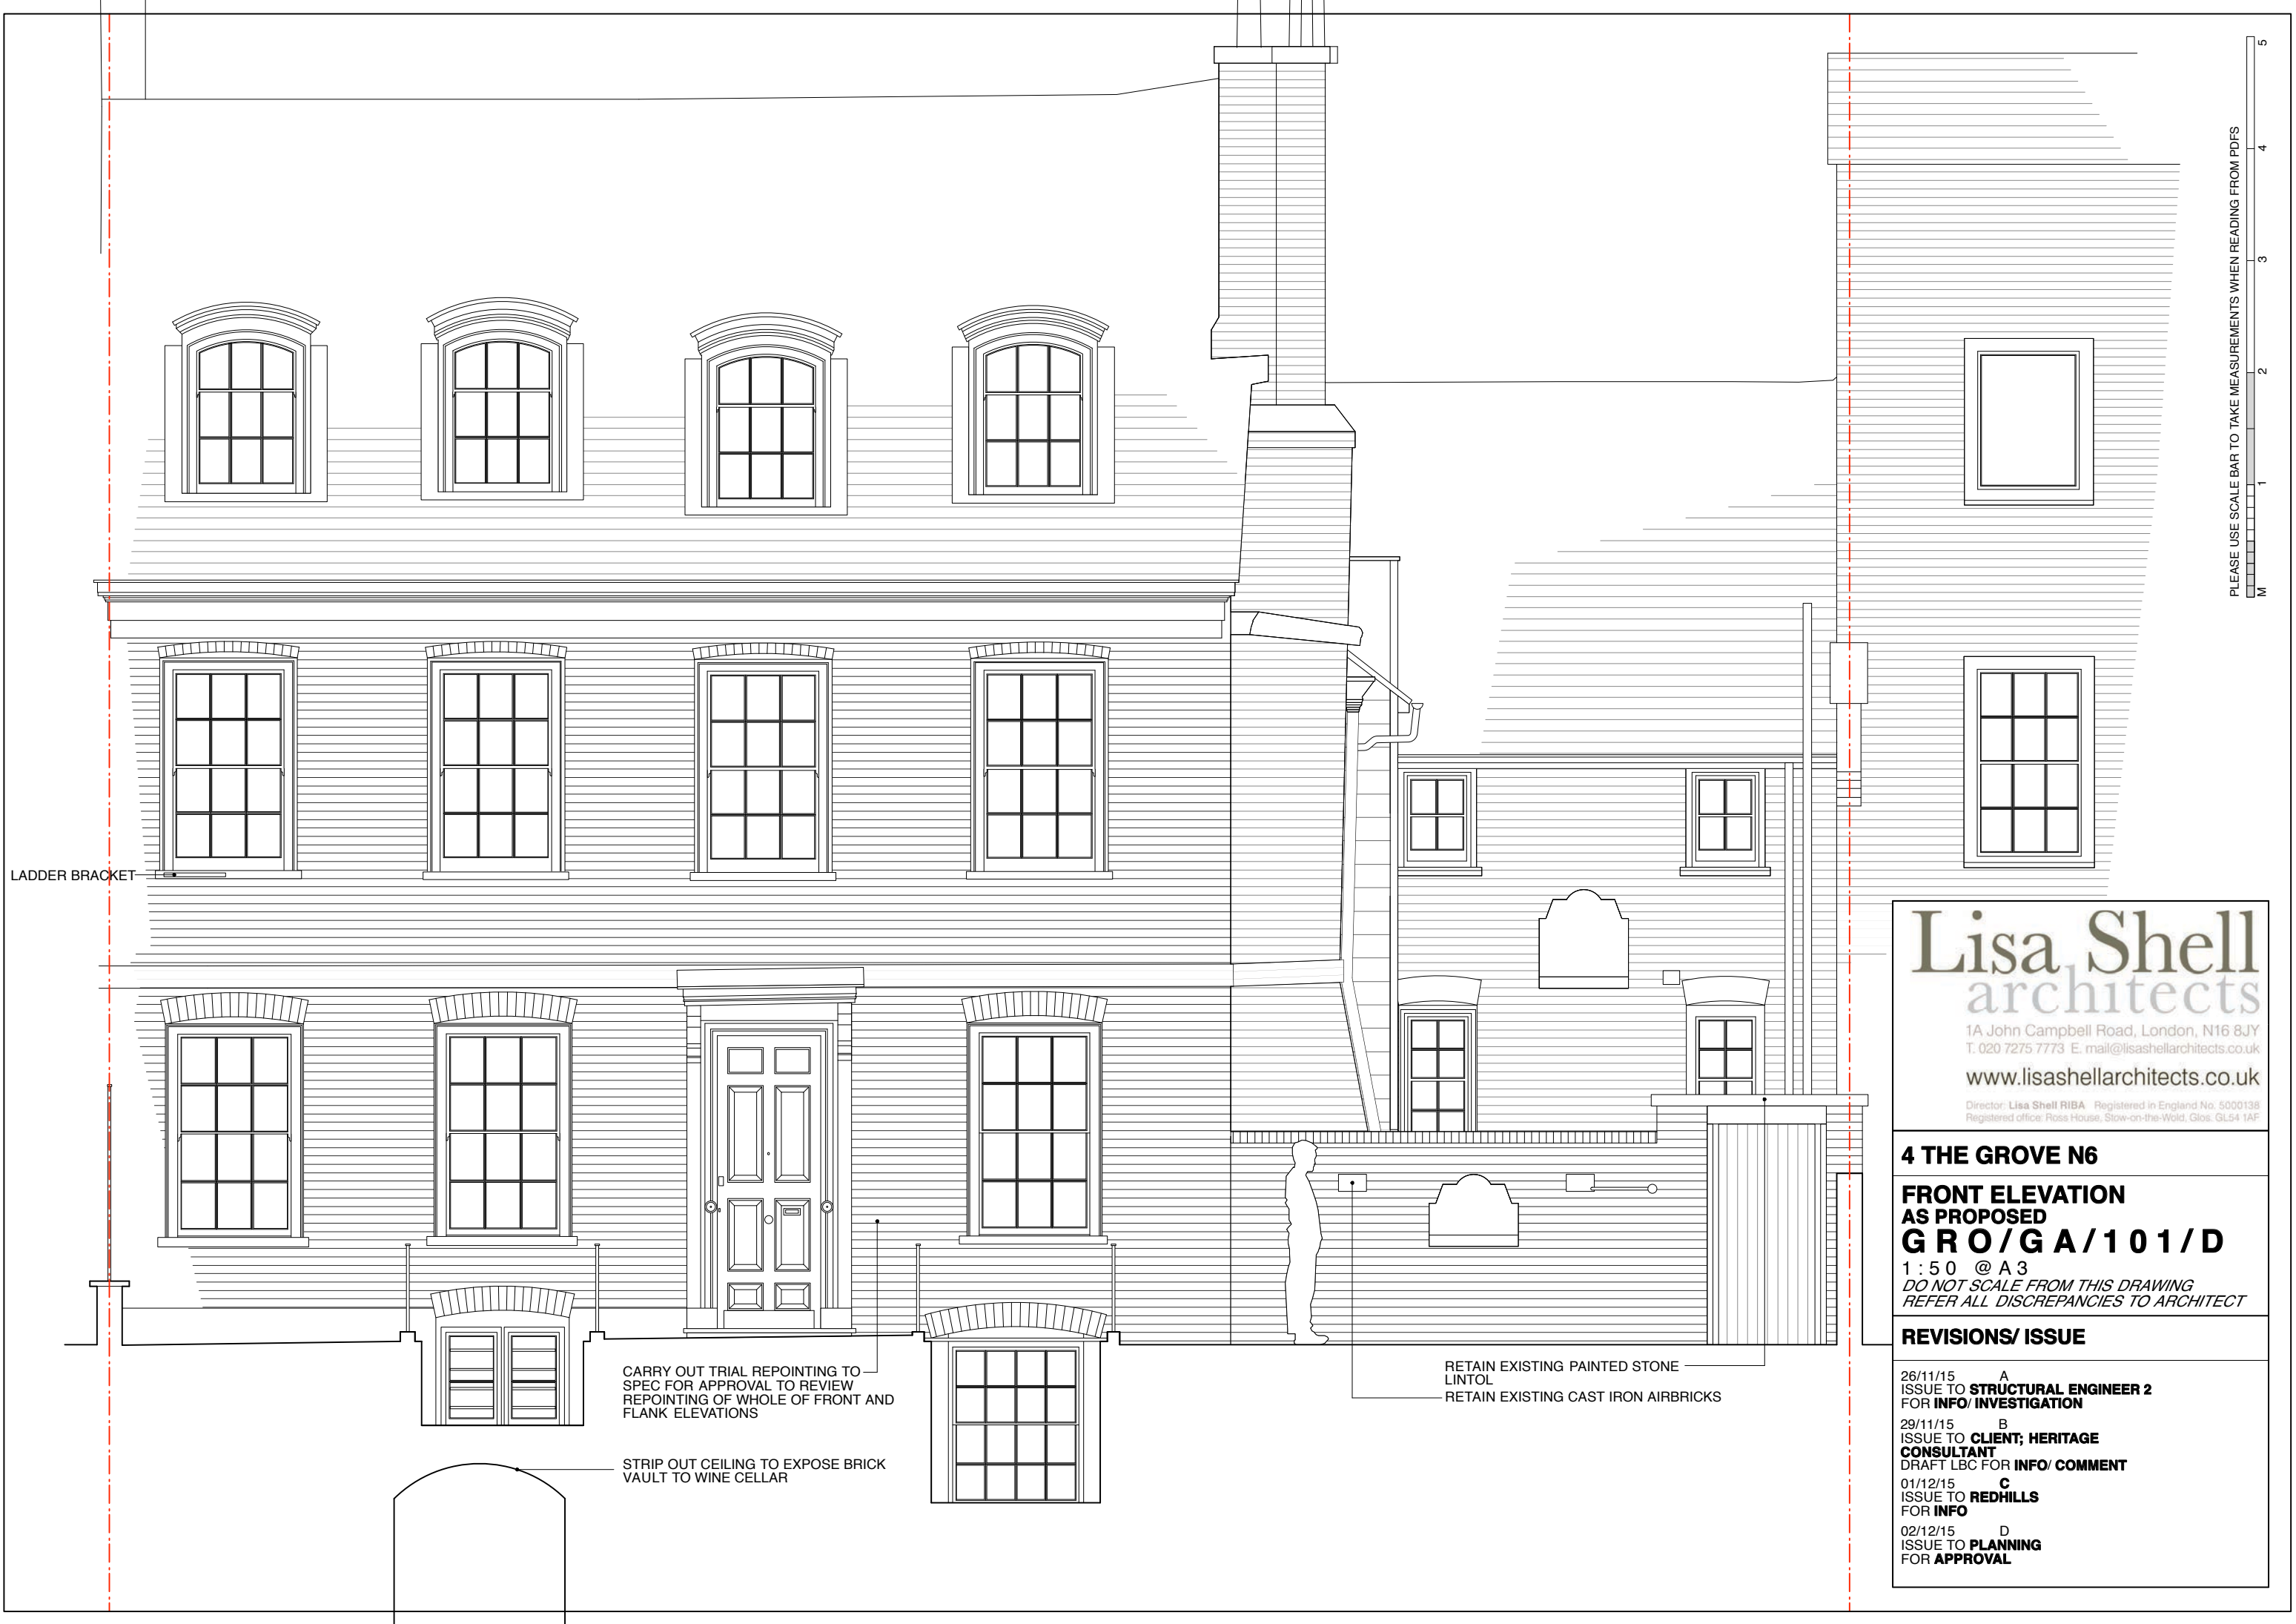 LADDER BRACKET
CARRY OUT TRIAL REPOINTING TO
SPEC FOR APPROVAL TO REVIEW
REPOINTING OF WHOLE OF FRONT AND
FLANK ELEVATIONS
STRIP OUT CEILING TO EXPOSE BRICK
VAULT TO WINE CELLAR
RETAIN EXISTING PAINTED STONE
LINTOL
RETAIN EXISTING CAST IRON AIRBRICKS
PLEASE USE SCALE BAR TO TAKE MEASUREMENTS WHEN READING FROM PDFS
M 1 2 3 4 5
Lisa Shell
architects
1A John Campbell Road, London, N16 8JY
T. 020 7275 7773 E. mail@lisashellarchitects.co.uk
www.lisashellarchitects.co.uk
Director: Lisa Shell RIBA Registered in England No. 5000138
Registered office: Ross House, Stow-on-the-Wold, Glos. GL54 1AF
4 THE GROVE N6
FRONT ELEVATION
AS PROPOSED
GRO/GA/101/D
1:50 @A3
DO NOT SCALE FROM THIS DRAWING
REFER ALL DISCREPANCIES TO ARCHITECT
REVISIONS/ ISSUE
26/11/15 A
ISSUE TO STRUCTURAL ENGINEER 2
FOR INFO/ INVESTIGATION
29/11/15 B
ISSUE TO CLIENT; HERITAGE
CONSULTANT
DRAFT LBC FOR INFO/ COMMENT
01/12/15 C
ISSUE TO REDHILLS
FOR INFO
02/12/15 D
ISSUE TO PLANNING
FOR APPROVAL